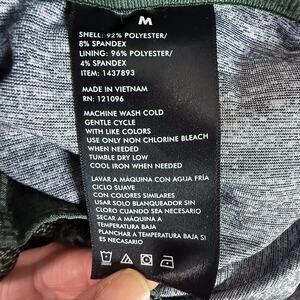 M
SHELL: 92% POLYESTER/
8% SPANDEX
LINING: 96% POLYESTER/
4% SPANDEX
ITEM: 1437893
MADE IN VIETNAM
RN: 121096
MACHINE WASH COLD
GENTLE CYCLE
WITH LIKE COLORS
USE ONLY NON CHLORINE BLEACH
WHEN NEEDED
TUMBLE DRY LOW
COOL IRON WHEN NEEDED
LAVAR A MÁQUINA CON AGUA FRÍA
CICLO SUAVE
CON COLORES SIMILARES
USAR SOLO BLANQUEADOR SIN
CLORO CUANDO SEA NECESARIO
SECAR A MÁQUINA A
TEMPERATURA BAJA
PLANCHAR A TEMPERATURA BAJA SI
ES NECESARIO